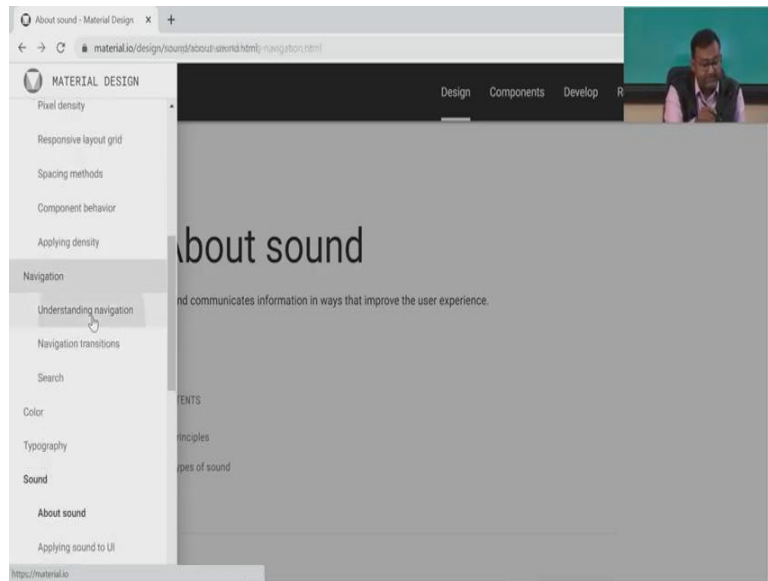 About sound - Material Design
material.io/design/sound/about-sound.html
MATERIAL DESIGN
Design Components Develop
Pixel density
Responsive layout grid
Spacing methods
Component behavior
Applying density
Navigation
Understanding navigation
Navigation transitions
Search
Color
Typography
Sound
About sound
Applying sound to UI
About sound
nd communicates information in ways that improve the user experience.
TENTS
rinciples
ypes of sound
https://material.io